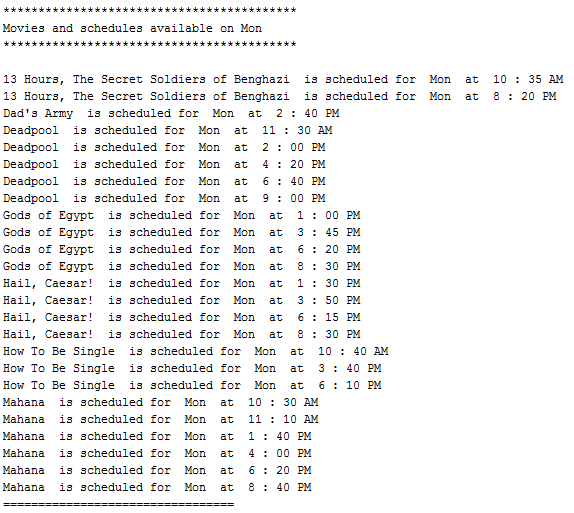 ******************************************
Movies and schedules available on Mon
******************************************
13 Hours, The Secret Soldiers of Benghazi  is scheduled for  Mon  at  10 : 35 AM
13 Hours, The Secret Soldiers of Benghazi  is scheduled for  Mon  at  8 : 20 PM
Dad's Army  is scheduled for  Mon  at  2 : 40 PM
Deadpool  is scheduled for  Mon  at  11 : 30 AM
Deadpool  is scheduled for  Mon  at  2 : 00 PM
Deadpool  is scheduled for  Mon  at  4 : 20 PM
Deadpool  is scheduled for  Mon  at  6 : 40 PM
Deadpool  is scheduled for  Mon  at  9 : 00 PM
Gods of Egypt  is scheduled for  Mon  at  1 : 00 PM
Gods of Egypt  is scheduled for  Mon  at  3 : 45 PM
Gods of Egypt  is scheduled for  Mon  at  6 : 20 PM
Gods of Egypt  is scheduled for  Mon  at  8 : 30 PM
Hail, Caesar!  is scheduled for  Mon  at  1 : 30 PM
Hail, Caesar!  is scheduled for  Mon  at  3 : 50 PM
Hail, Caesar!  is scheduled for  Mon  at  6 : 15 PM
Hail, Caesar!  is scheduled for  Mon  at  8 : 30 PM
How To Be Single  is scheduled for  Mon  at  10 : 40 AM
How To Be Single  is scheduled for  Mon  at  3 : 40 PM
How To Be Single  is scheduled for  Mon  at  6 : 10 PM
Mahana  is scheduled for  Mon  at  10 : 30 AM
Mahana  is scheduled for  Mon  at  11 : 10 AM
Mahana  is scheduled for  Mon  at  1 : 40 PM
Mahana  is scheduled for  Mon  at  4 : 00 PM
Mahana  is scheduled for  Mon  at  6 : 20 PM
Mahana  is scheduled for  Mon  at  8 : 40 PM
=================================